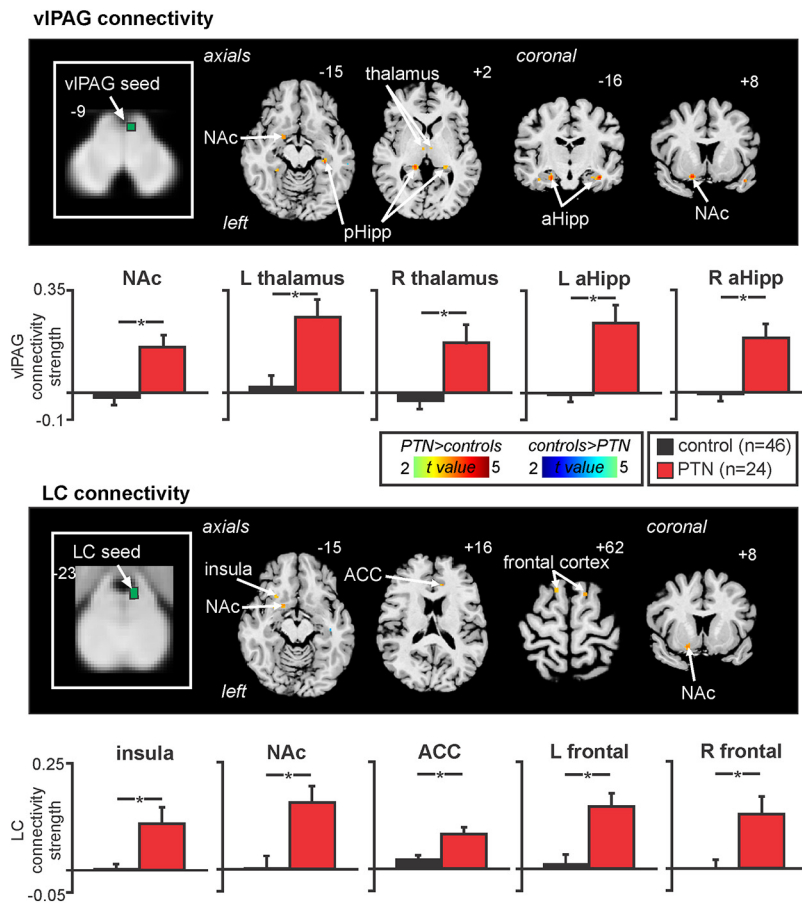 vlPAG connectivity
axials
coronal
vlPAG seed
-9
-15
thalamus
+2
-16
+8
NAc
left
pHipp
aHipp
NAc
NAc
L thalamus
R thalamus
L aHipp
R aHipp
0.35
*
*
*
*
*
vlPAG
connectivity
strength
-0.1
PTN>controls
controls>PTN
2 t value 5
2 t value 5
control (n=46)
PTN (n=24)
LC connectivity
axials
coronal
LC seed
-23
-15
+16
+62
+8
insula
ACC
frontal cortex
NAc
left
NAc
insula
NAc
ACC
L frontal
R frontal
0.25
*
*
*
*
*
LC
connectivity
strength
-0.05